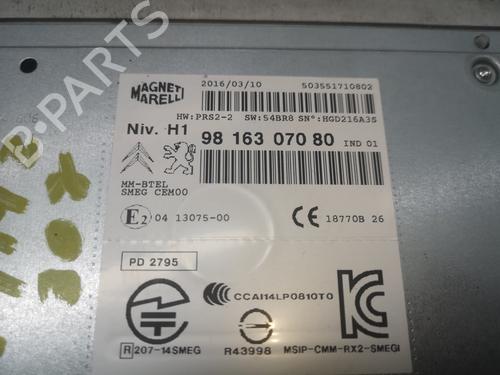 MAGNETI
MARELLI
2016/03/10
503551710802
HW:PRS2-2 SW:54BR8 SN°:HGD216A3S
Niv. H1
98 163 070 80 IND 01
MM-BTEL
SMEG CEM00
E2 04 13075-00
CE 18770B 26
PD 2795
CCAI14LP0810T0
R 207-14SMEG
R43998
MSIP-CMM-RX2-SMEGI
B-PARTS